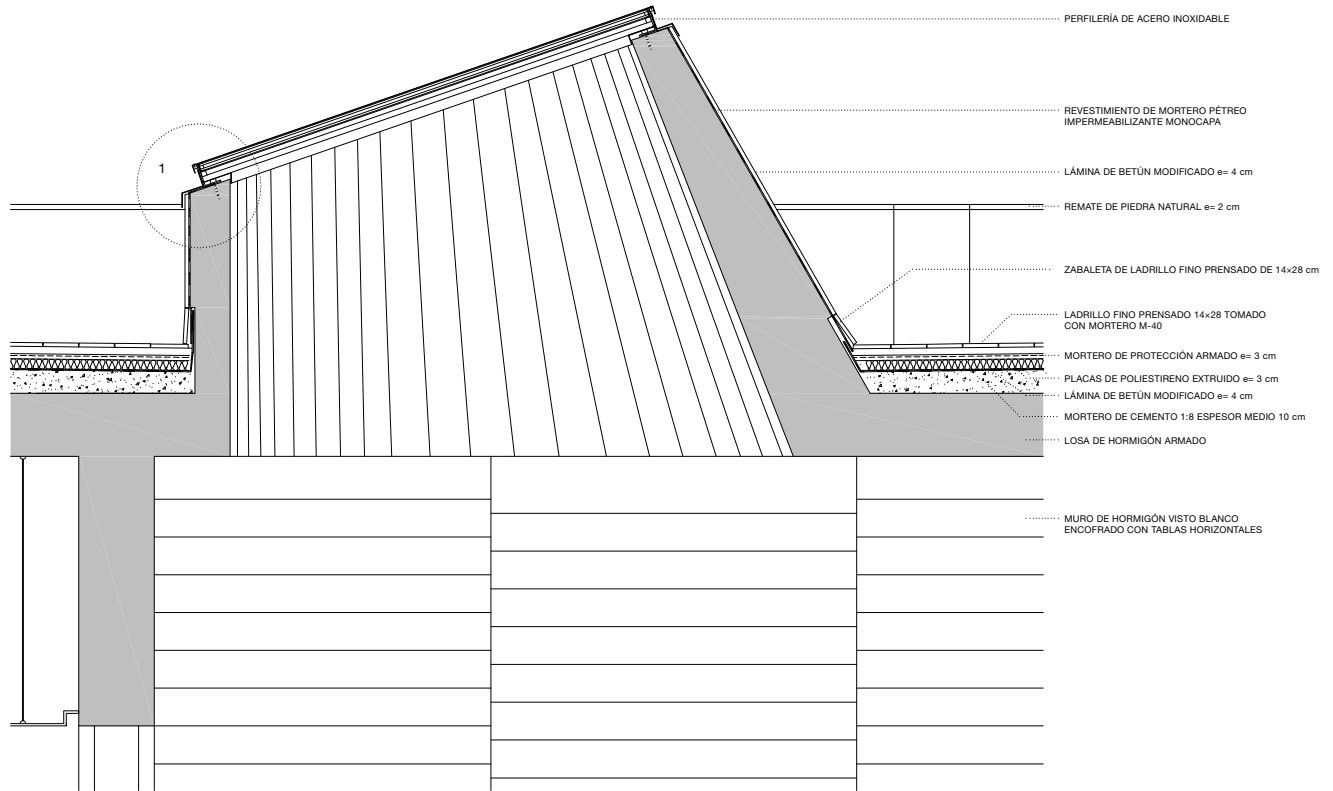 PERFILERÍA DE ACERO INOXIDABLE
1
REVESTIMIENTO DE MORTERO PÉTREO
IMPERMEABILIZANTE MONOCAPA
LÁMINA DE BETÚN MODIFICADO e= 4 cm
REMATE DE PIEDRA NATURAL e= 2 cm
ZABALETA DE LADRILLO FINO PRENSADO DE 14×28 cm
LADRILLO FINO PRENSADO 14×28 TOMADO
CON MORTERO M-40
MORTERO DE PROTECCIÓN ARMADO e= 3 cm
PLACAS DE POLIESTIRENO EXTRUIDO e= 3 cm
LÁMINA DE BETÚN MODIFICADO e= 4 cm
MORTERO DE CEMENTO 1:8 ESPESOR MEDIO 10 cm
LOSA DE HORMIGÓN ARMADO
MURO DE HORMIGÓN VISTO BLANCO
ENCOFRADO CON TABLAS HORIZONTALES